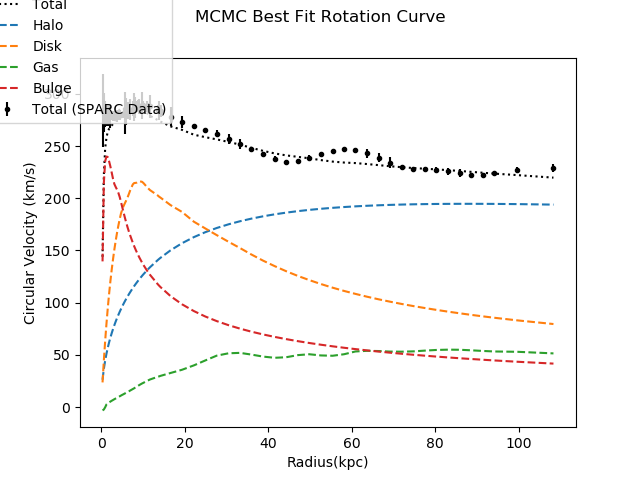 MCMC Best Fit Rotation Curve
Total
Halo
Disk
Gas
Bulge
Total (SPARC Data)
300
250
200
150
100
50
0
Circular Velocity (km/s)
0 20 40 60 80 100
Radius(kpc)